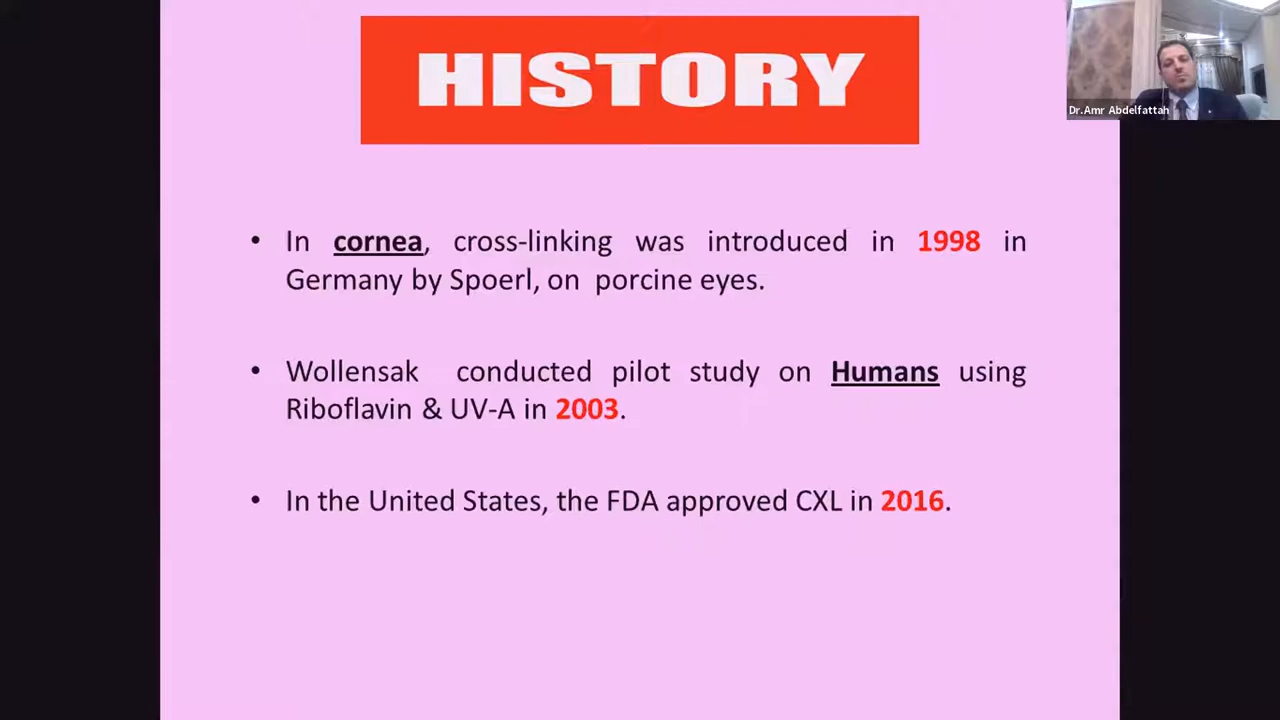 HISTORY
Dr.Amr Abdelfattah
• In cornea, cross-linking was introduced in 1998 in
Germany by Spoerl, on porcine eyes.
• Wollensak conducted pilot study on Humans using
Riboflavin & UV-A in 2003.
• In the United States, the FDA approved CXL in 2016.